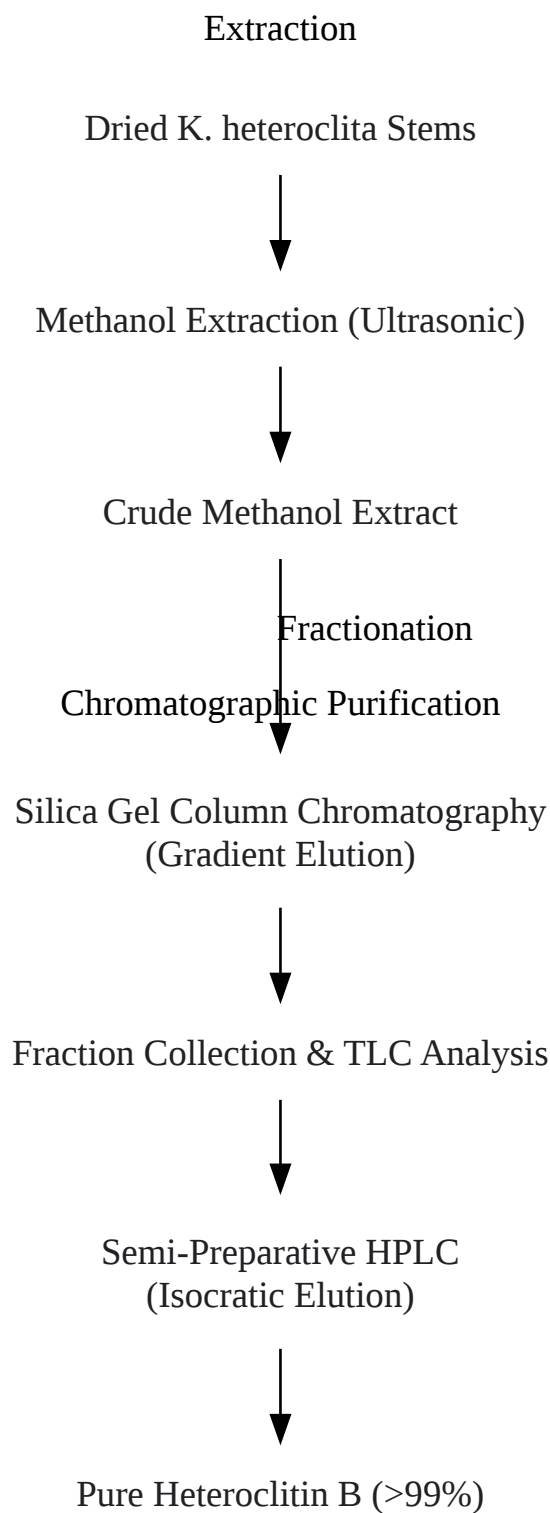 Extraction
Dried K. heteroclita Stems
Methanol Extraction (Ultrasonic)
Crude Methanol Extract
Fractionation
Chromatographic Purification
Silica Gel Column Chromatography
(Gradient Elution)
Fraction Collection & TLC Analysis
Semi-Preparative HPLC
(Isocratic Elution)
Pure Heteroclitin B (>99%)